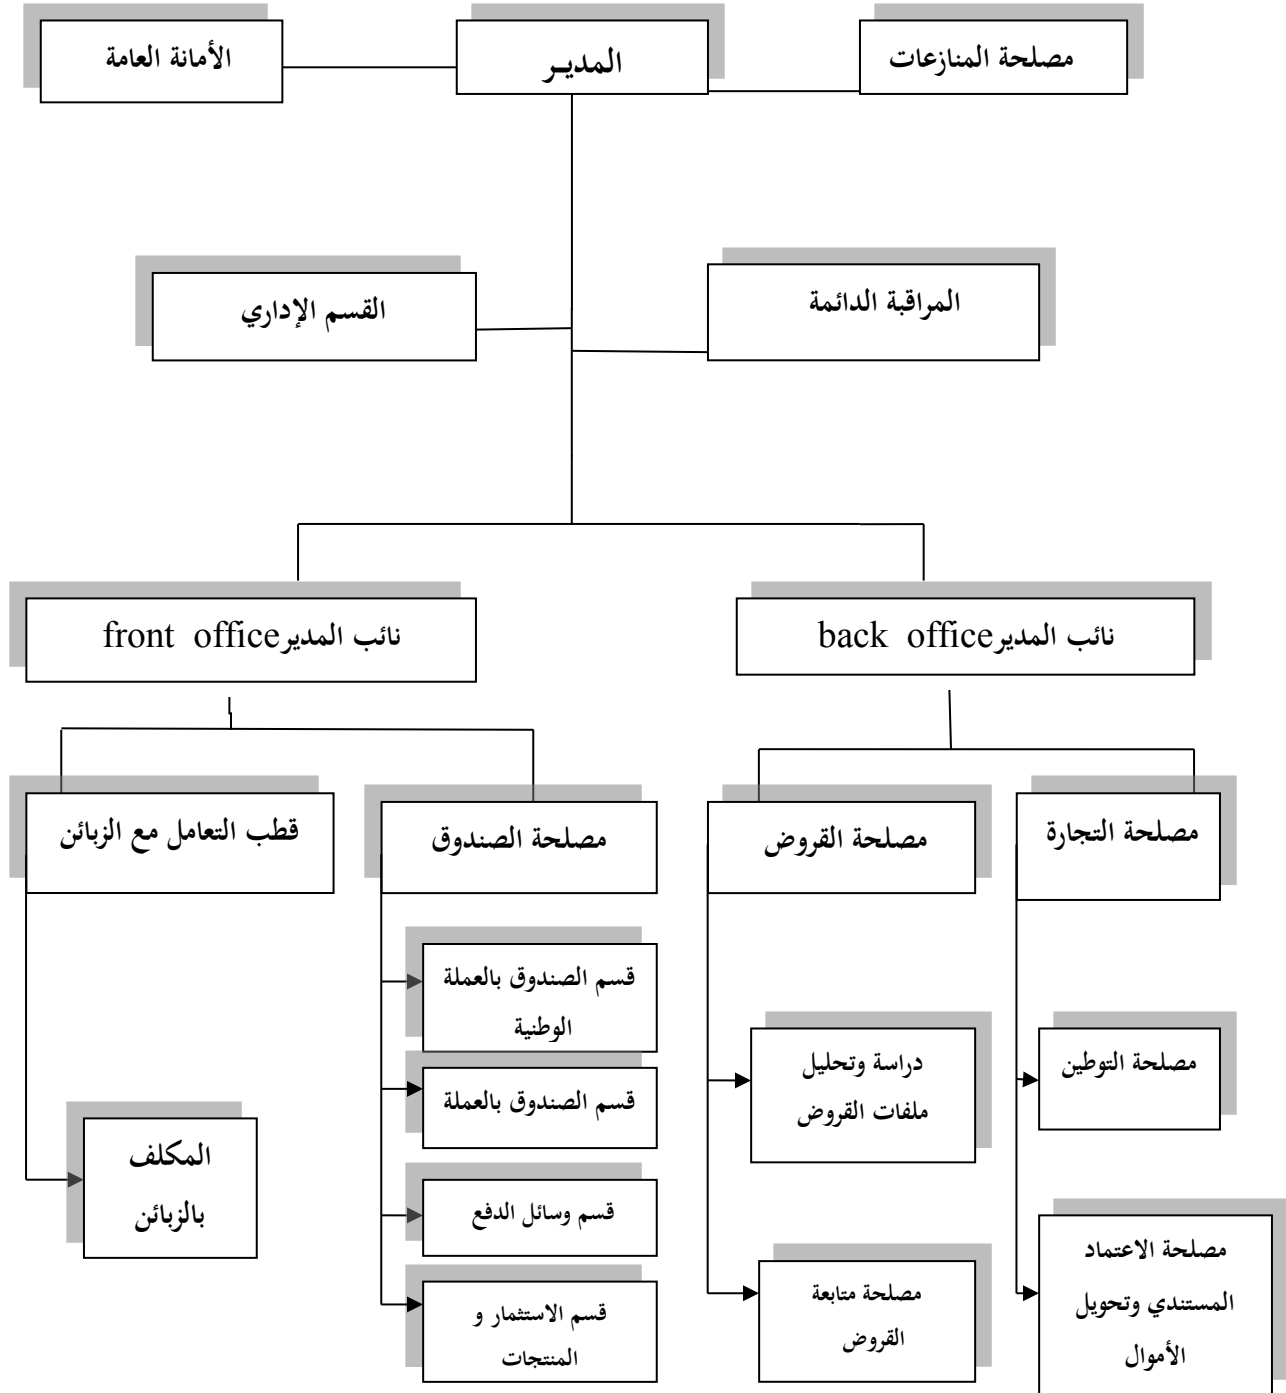 مصلحة المنازعات
المديـر
الأمانة العامة
المراقبة الدائمة
القسم الإداري
نائب المدير back office
نائب المدير front office
مصلحة التجارة
مصلحة القروض
مصلحة الصندوق
قطب التعامل مع الزبائن
مصلحة التوطين
مصلحة الاعتماد
المستندي وتحويل
الأموال
دراسة وتحليل
ملفات القروض
مصلحة متابعة
القروض
قسم الصندوق بالعملة
الوطنية
قسم الصندوق بالعملة
قسم وسائل الدفع
قسم الاستثمار و
المنتجات
المكلف
بالزبائن